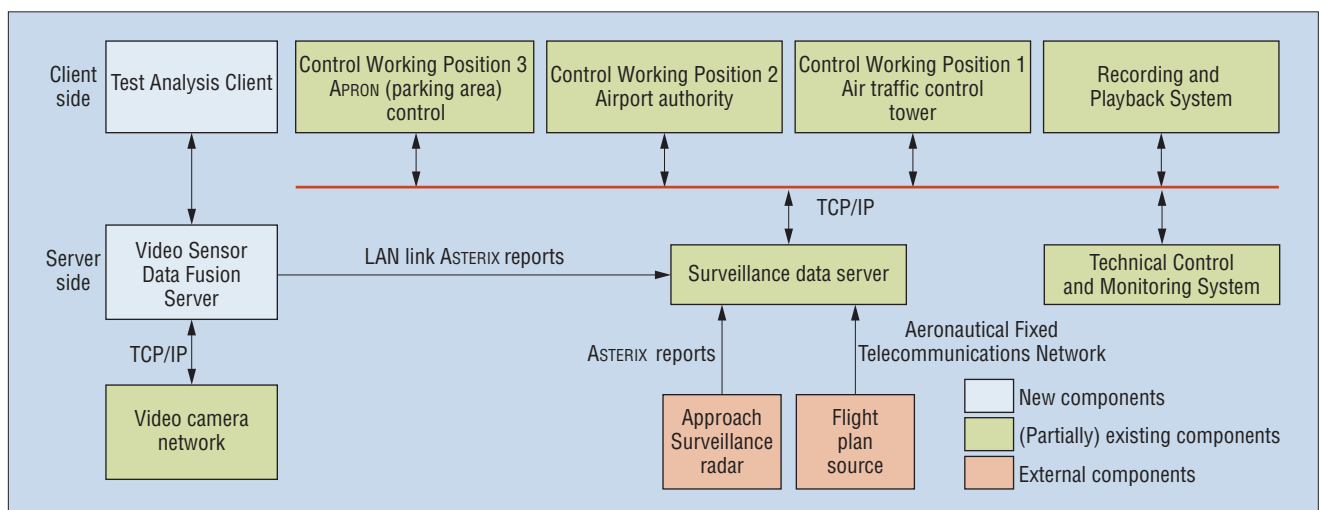 Client
side
Test Analysis Client
Control Working Position 3
APRON (parking area)
control
Control Working Position 2
Airport authority
Control Working Position 1
Air traffic control
tower
Recording and
Playback System
TCP/IP
Server
side
Video Sensor
Data Fusion
Server
LAN link ASTERIX reports
Surveillance data server
Technical Control
and Monitoring System
TCP/IP
ASTERIX reports
Aeronautical Fixed
Telecommunications Network
Video camera
network
Approach
Surveillance
radar
Flight
plan
source
New components
(Partially) existing components
External components